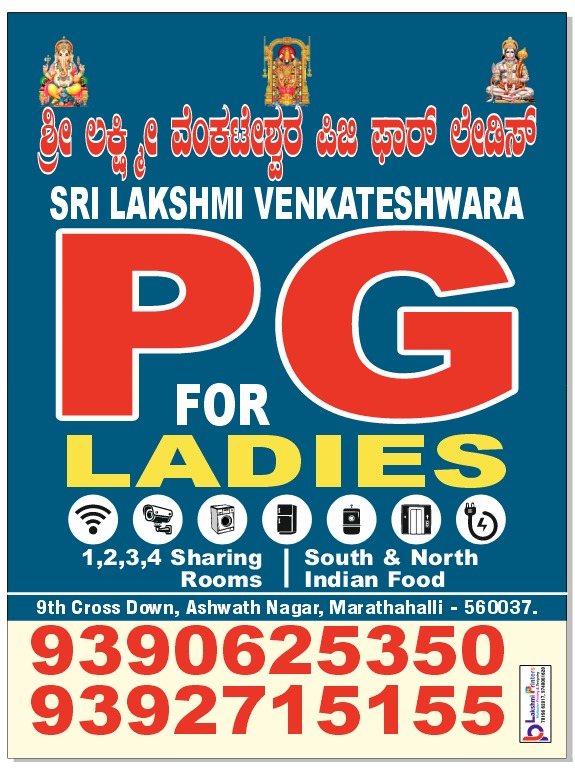 ಶ್ರೀ ಲಕ್ಷ್ಮೀ ವೆಂಕಟೇಶ್ವರ ಪಿಜಿ ಫಾರ್ ಲೇಡಿಸ್
SRI LAKSHMI VENKATESHWARA
PG
FOR
LADIES
1,2,3,4 Sharing Rooms
South & North Indian Food
9th Cross Down, Ashwath Nagar, Marathahalli - 560037.
9390625350
9392715155
Lakshmi Printers